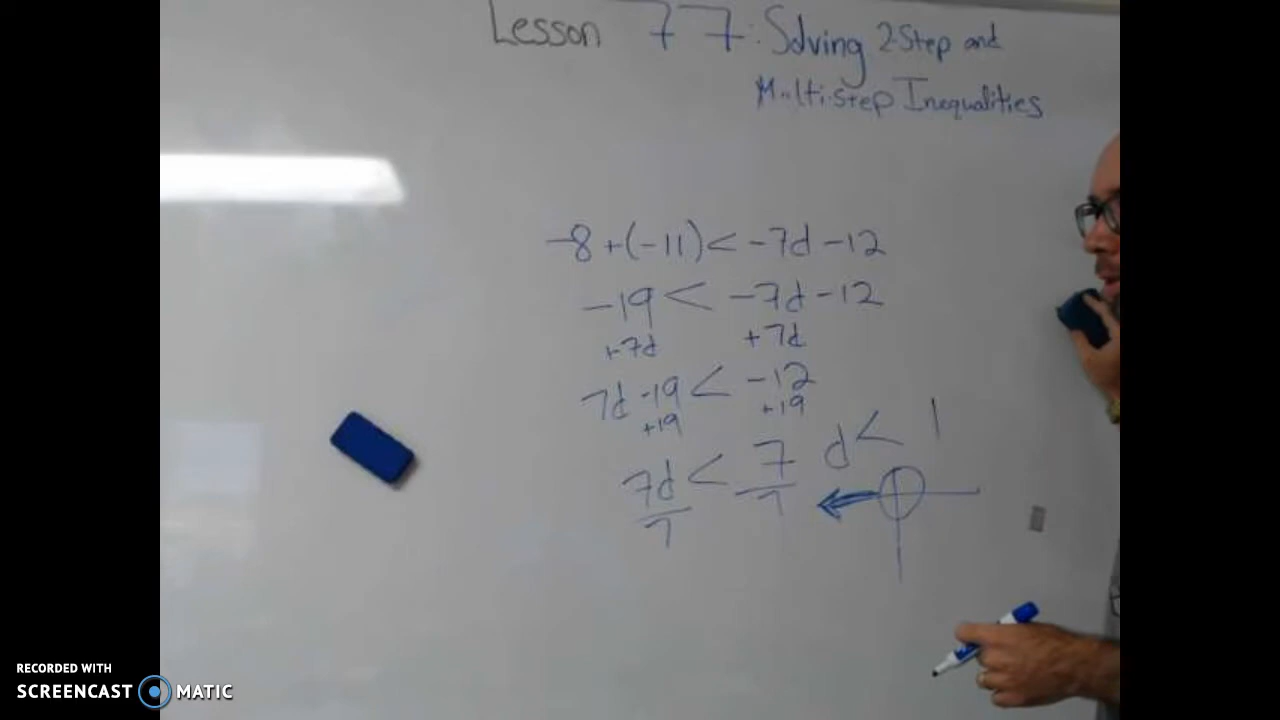 Lesson 77: Solving 2-Step and
Multi-step Inequalities
-8+(-11)<-7d-12
-19<-7d-12
+7d +7d
7d-19<-12
+19 +19
7d<7 d<1
7 7
RECORDED WITH
SCREENCAST MATIC